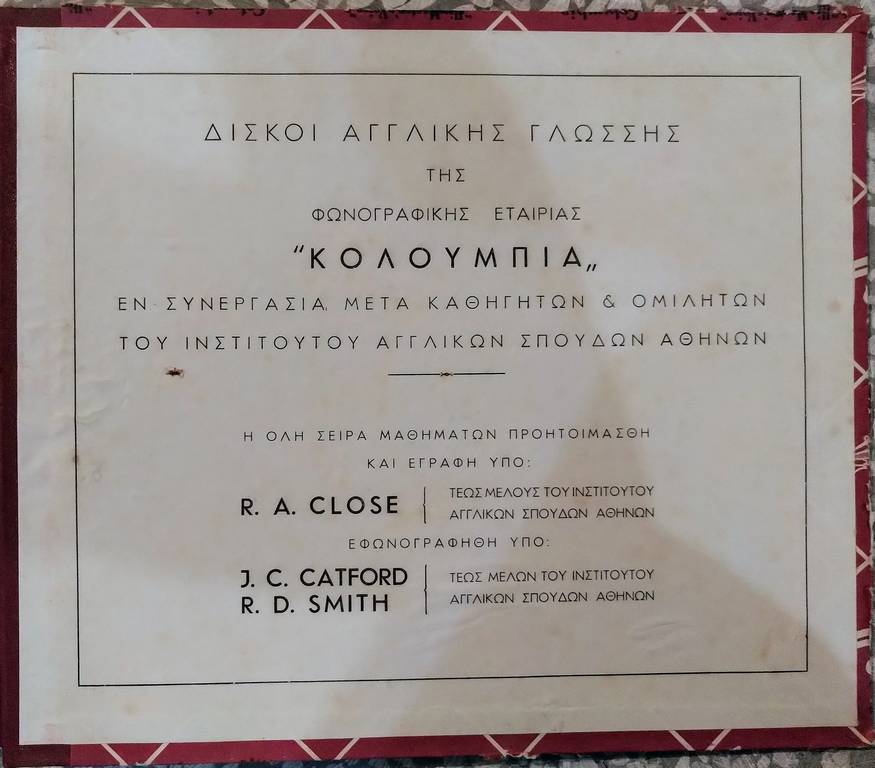 ΔΙΣΚΟΙ ΑΓΓΛΙΚΗΣ ΓΛΩΣΣΗΣ
ΤΗΣ
ΦΩΝΟΓΡΑΦΙΚΗΣ ΕΤΑΙΡΙΑΣ
“ΚΟΛΟΥΜΠΙΑ„
ΕΝ ΣΥΝΕΡΓΑΣΙΑ, ΜΕΤΑ ΚΑΘΗΓΗΤΩΝ & ΟΜΙΛΗΤΩΝ
ΤΟΥ ΙΝΣΤΙΤΟΥΤΟΥ ΑΓΓΛΙΚΩΝ ΣΠΟΥΔΩΝ ΑΘΗΝΩΝ
Η ΟΛΗ ΣΕΙΡΑ ΜΑΘΗΜΑΤΩΝ ΠΡΟΗΤΟΙΜΑΣΘΗ
ΚΑΙ ΕΓΡΑΦΗ ΥΠΟ:
R. A. CLOSE
ΤΕΩΣ ΜΕΛΟΥΣ ΤΟΥ ΙΝΣΤΙΤΟΥΤΟΥ
ΑΓΓΛΙΚΩΝ ΣΠΟΥΔΩΝ ΑΘΗΝΩΝ
ΕΦΩΝΟΓΡΑΦΗΘΗ ΥΠΟ:
J. C. CATFORD
R. D. SMITH
ΤΕΩΣ ΜΕΛΩΝ ΤΟΥ ΙΝΣΤΙΤΟΥΤΟΥ
ΑΓΓΛΙΚΩΝ ΣΠΟΥΔΩΝ ΑΘΗΝΩΝ